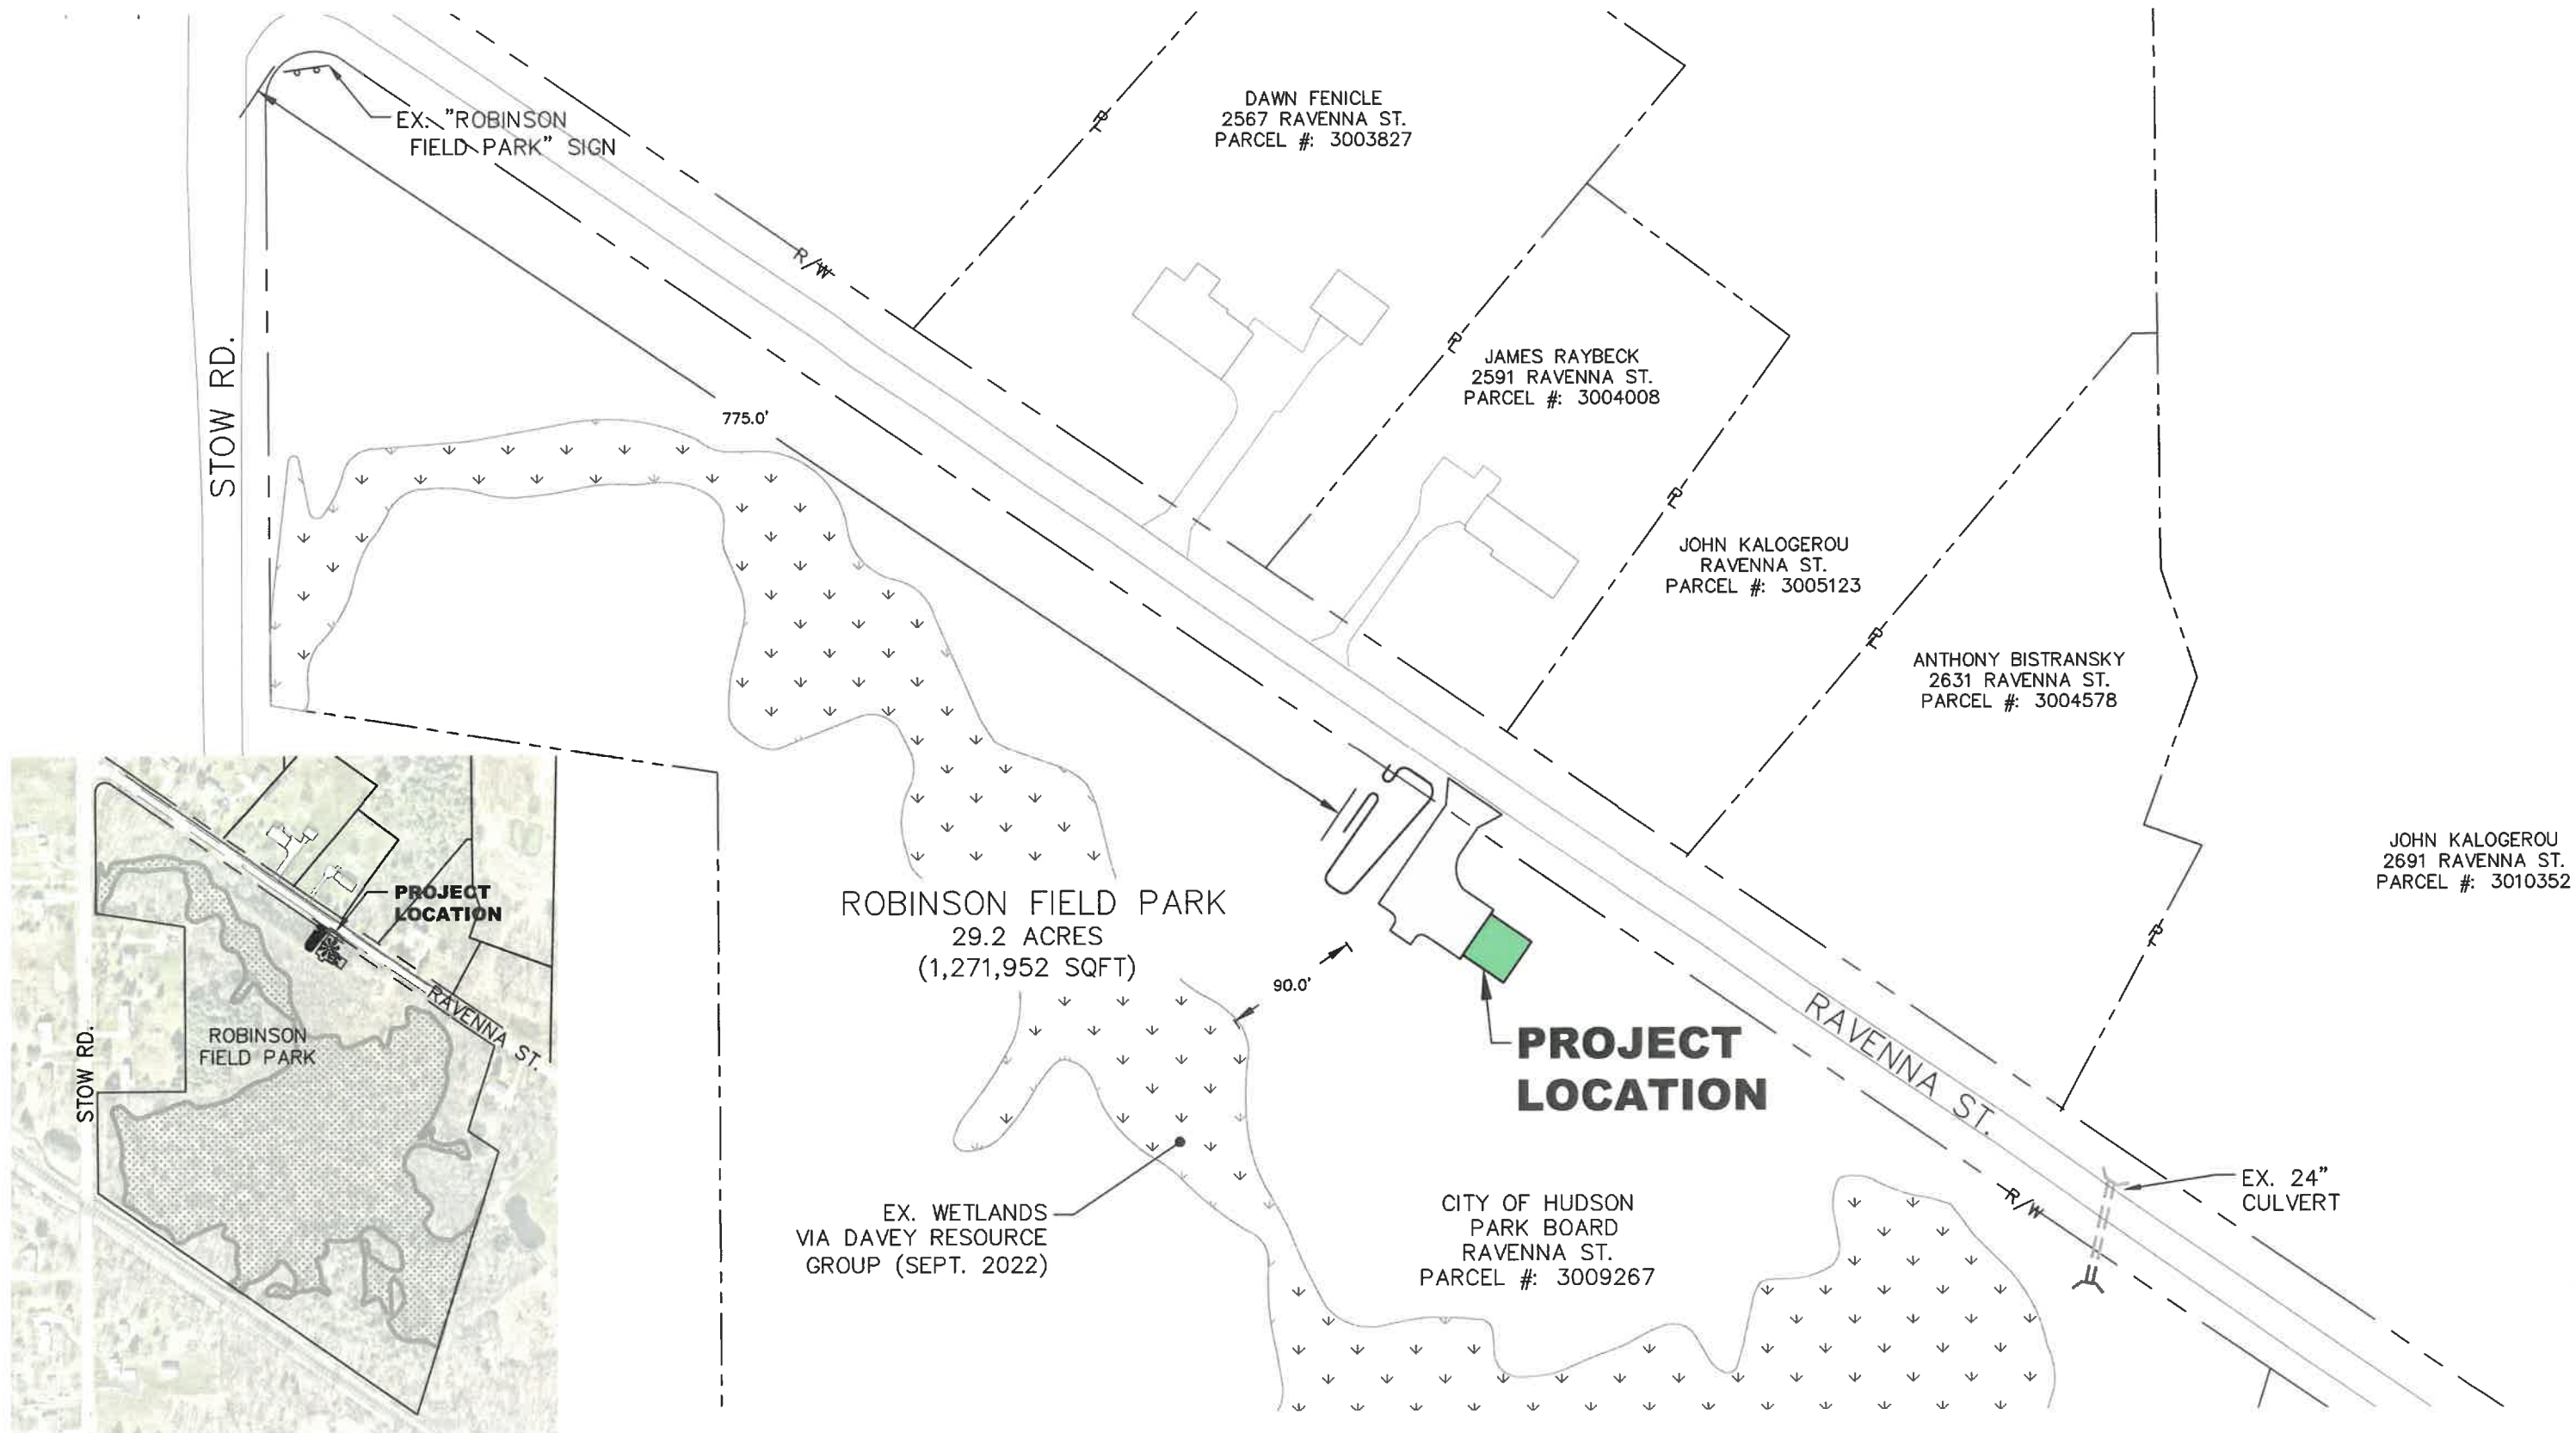 EX. "ROBINSON
FIELD PARK" SIGN
DAWN FENICLE
2567 RAVENNA ST.
PARCEL #: 3003827
R/W
STOW RD.
775.0'
JAMES RAYBECK
2591 RAVENNA ST.
PARCEL #: 3004008
JOHN KALOGEROU
RAVENNA ST.
PARCEL #: 3005123
ANTHONY BISTRANSKY
2631 RAVENNA ST.
PARCEL #: 3004578
JOHN KALOGEROU
2691 RAVENNA ST.
PARCEL #: 3010352
ROBINSON FIELD PARK
29.2 ACRES
(1,271,952 SQFT)
90.0'
PROJECT
LOCATION
RAVENNA ST.
EX. WETLANDS
VIA DAVEY RESOURCE
GROUP (SEPT. 2022)
CITY OF HUDSON
PARK BOARD
RAVENNA ST.
PARCEL #: 3009267
R/W
EX. 24"
CULVERT
PROJECT
LOCATION
RAVENNA ST.
ROBINSON
FIELD PARK
STOW RD.